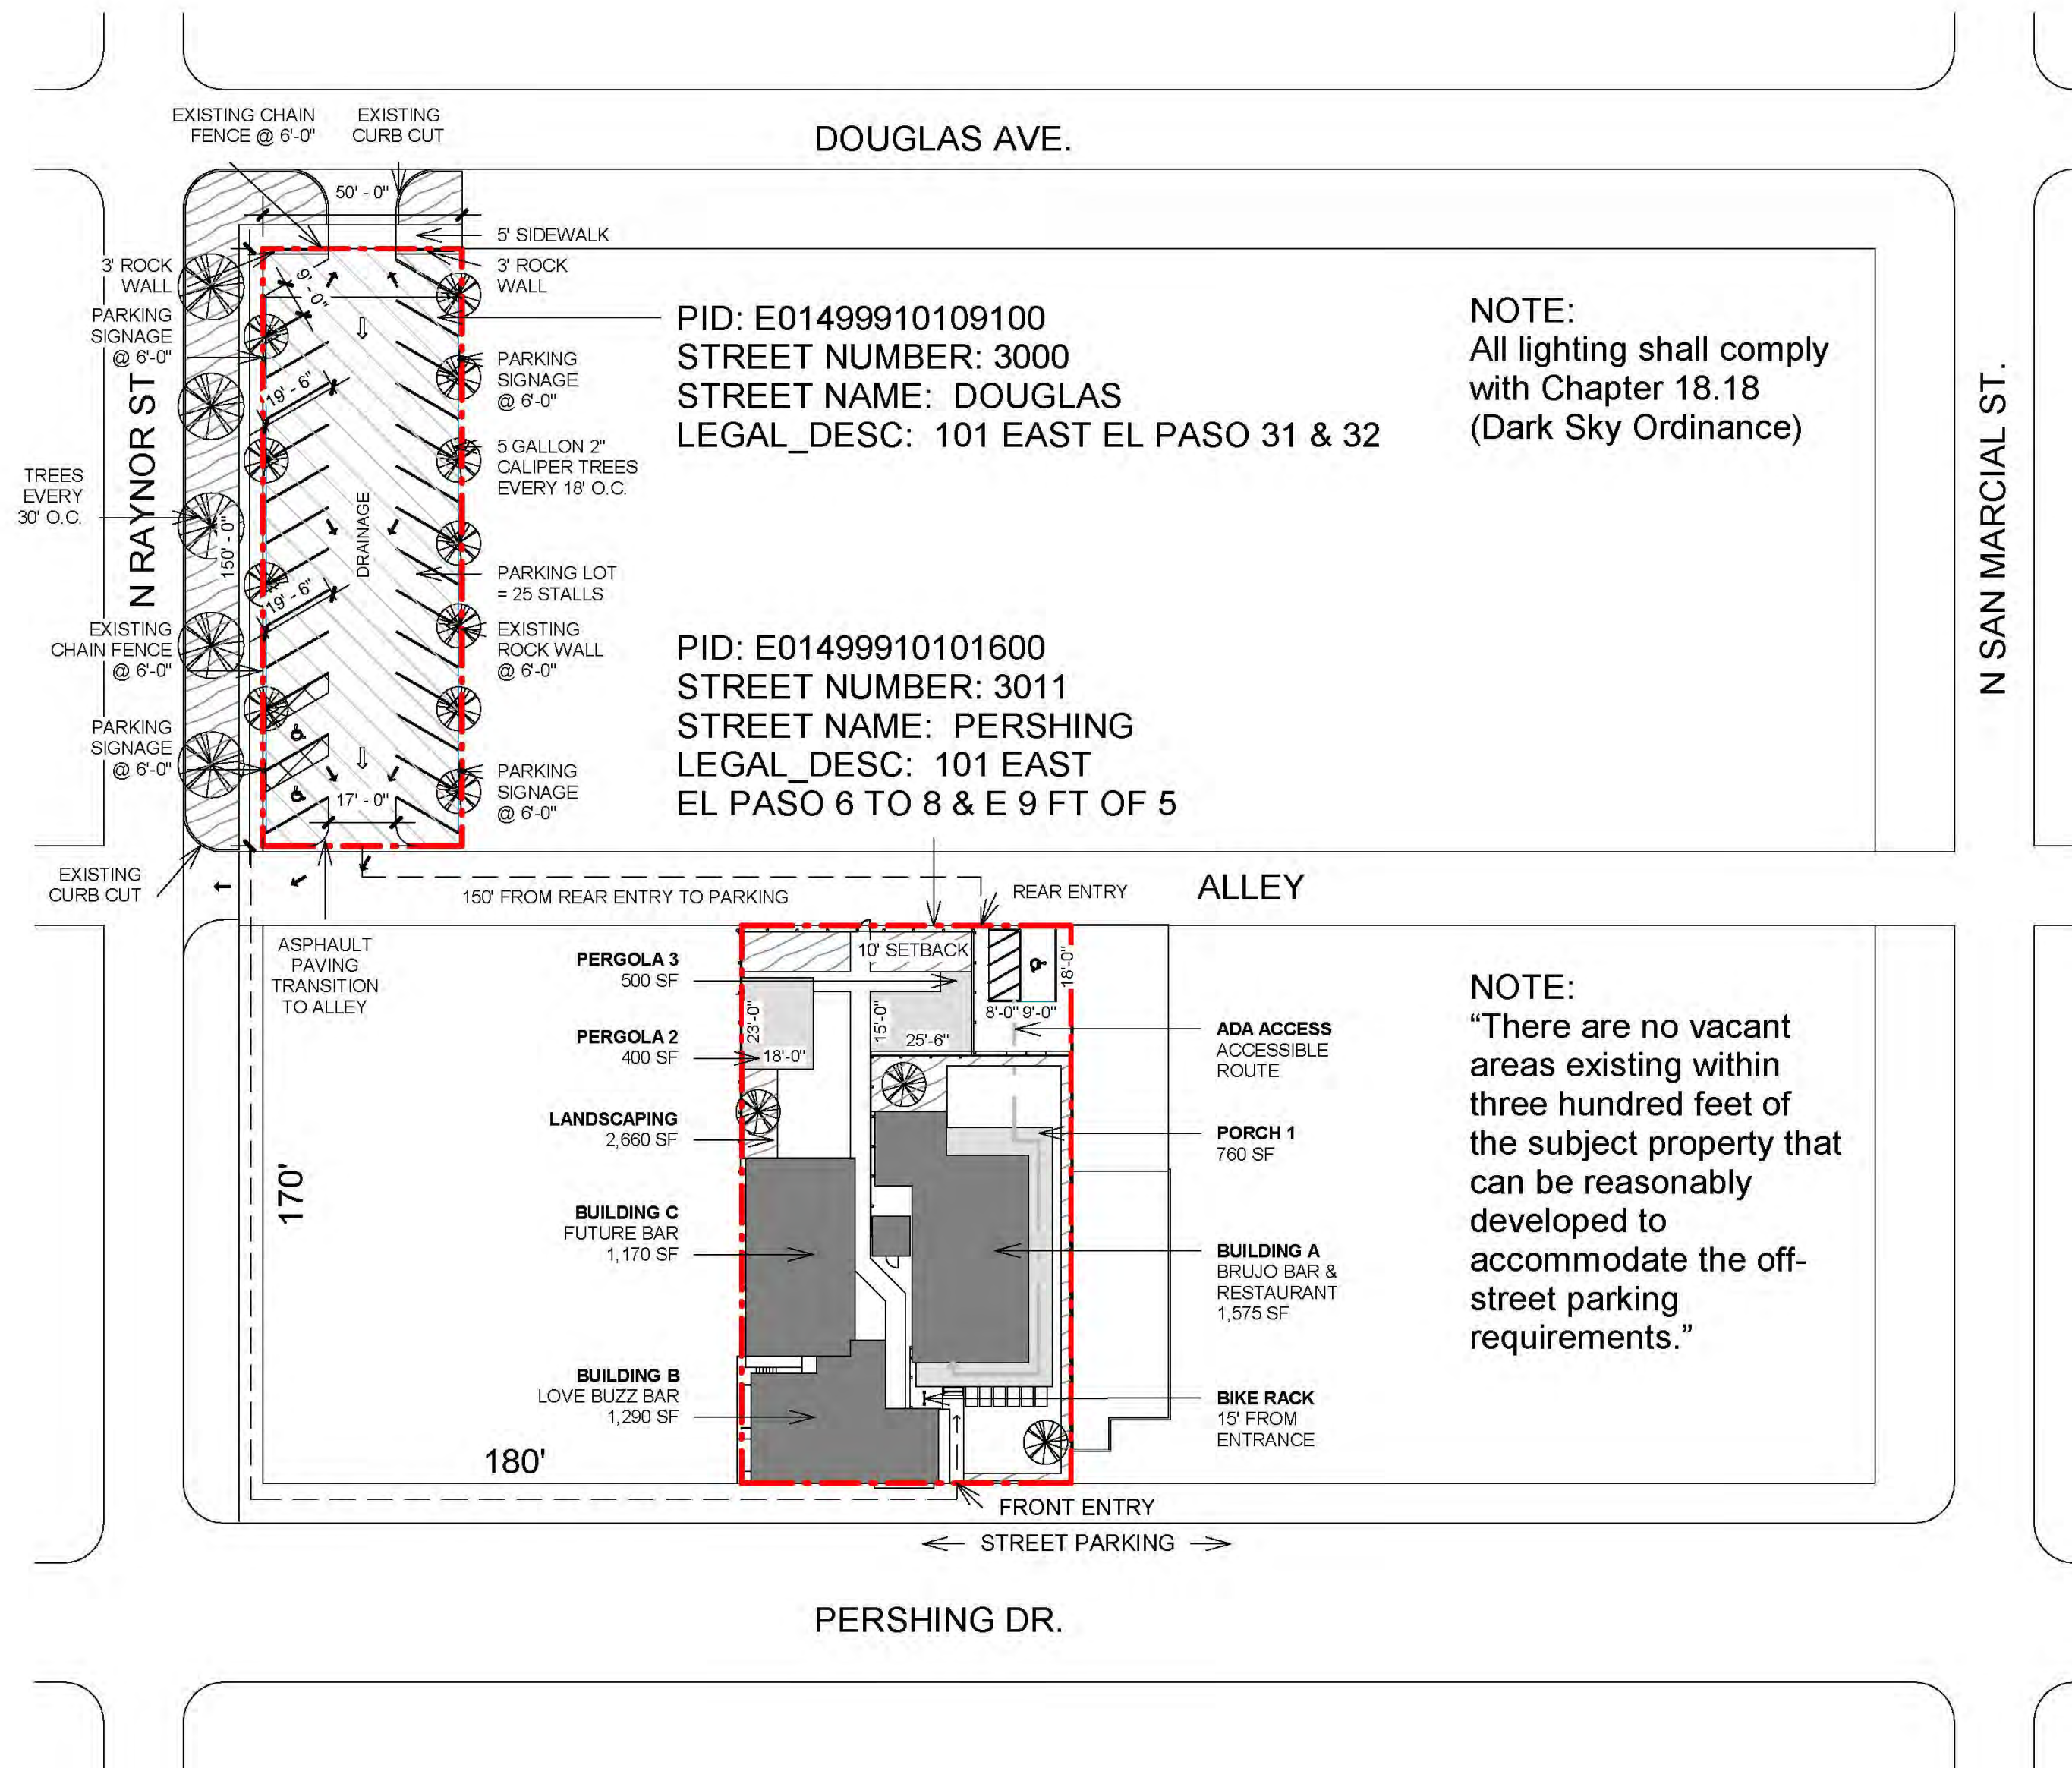 EXISTING CHAIN
FENCE @ 6'-0"
EXISTING
CURB CUT
DOUGLAS AVE.
50' - 0"
5' SIDEWALK
3' ROCK
WALL
3' ROCK
WALL
9' - 0"
PARKING
SIGNAGE
@ 6'-0"
PARKING
SIGNAGE
@ 6'-0"
19' - 6"
5 GALLON 2"
CALIPER TREES
EVERY 18' O.C.
TREES
EVERY
30' O.C.
N RAYNOR ST
150' - 0"
DRAINAGE
PARKING LOT
= 25 STALLS
19' - 6"
EXISTING
CHAIN FENCE
@ 6'-0"
EXISTING
ROCK WALL
@ 6'-0"
PARKING
SIGNAGE
@ 6'-0"
PARKING
SIGNAGE
@ 6'-0"
17' - 0"
EXISTING
CURB CUT
PID: E01499910109100
STREET NUMBER: 3000
STREET NAME: DOUGLAS
LEGAL_DESC: 101 EAST EL PASO 31 & 32
NOTE:
All lighting shall comply
with Chapter 18.18
(Dark Sky Ordinance)
N SAN MARCIAL ST.
PID: E01499910101600
STREET NUMBER: 3011
STREET NAME: PERSHING
LEGAL_DESC: 101 EAST
EL PASO 6 TO 8 & E 9 FT OF 5
150' FROM REAR ENTRY TO PARKING
REAR ENTRY
ALLEY
ASPHAULT
PAVING
TRANSITION
TO ALLEY
PERGOLA 3
500 SF
10' SETBACK
18'-0"
23'-0"
15'-0"
8'-0"
9'-0"
25'-6"
18'-0"
PERGOLA 2
400 SF
ADA ACCESS
ACCESSIBLE
ROUTE
LANDSCAPING
2,660 SF
PORCH 1
760 SF
170'
BUILDING C
FUTURE BAR
1,170 SF
BUILDING A
BRUJO BAR &
RESTAURANT
1,575 SF
BUILDING B
LOVE BUZZ BAR
1,290 SF
BIKE RACK
15' FROM
ENTRANCE
180'
NOTE:
“There are no vacant
areas existing within
three hundred feet of
the subject property that
can be reasonably
developed to
accommodate the off-
street parking
requirements.”
FRONT ENTRY
STREET PARKING
PERSHING DR.